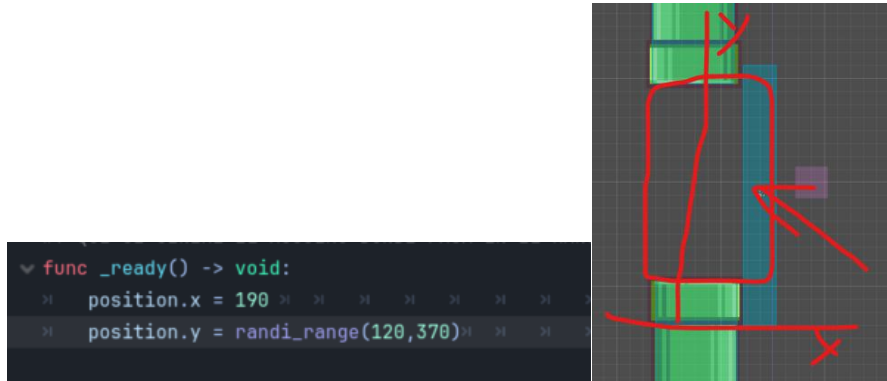 func _ready() -> void:
position.x = 190
position.y = randi_range(120,370)
y
x